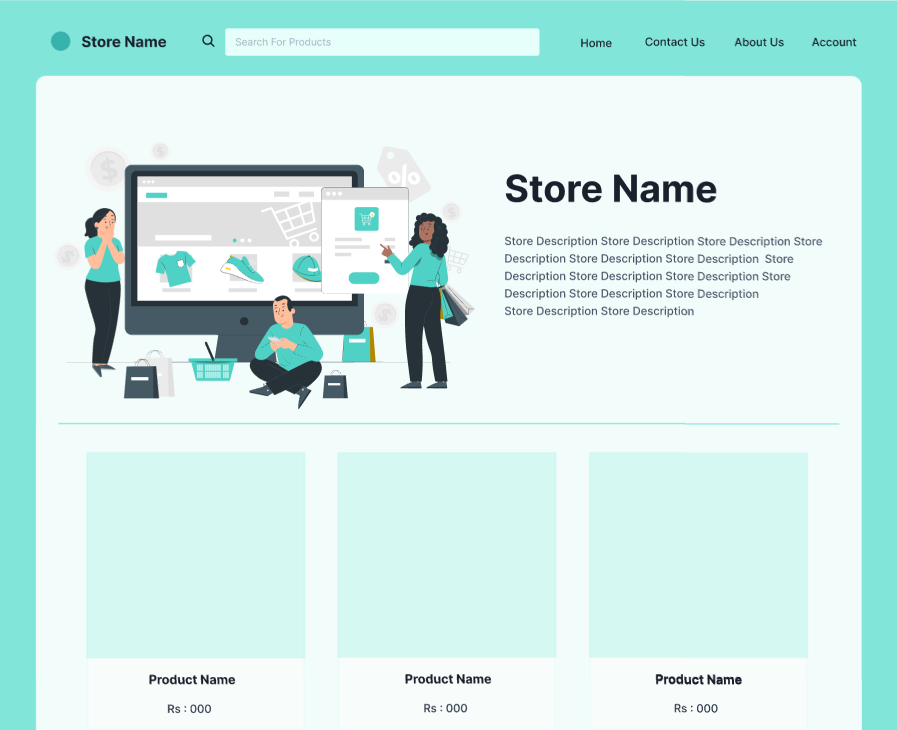 Store Name
Search For Products
Home
Contact Us
About Us
Account
Store Name
Store Description Store Description Store Description Store
Description Store Description Store Description  Store
Description Store Description Store Description Store
Description Store Description Store Description
Store Description Store Description
Product Name
Product Name
Product Name
Rs : 000
Rs : 000
Rs : 000